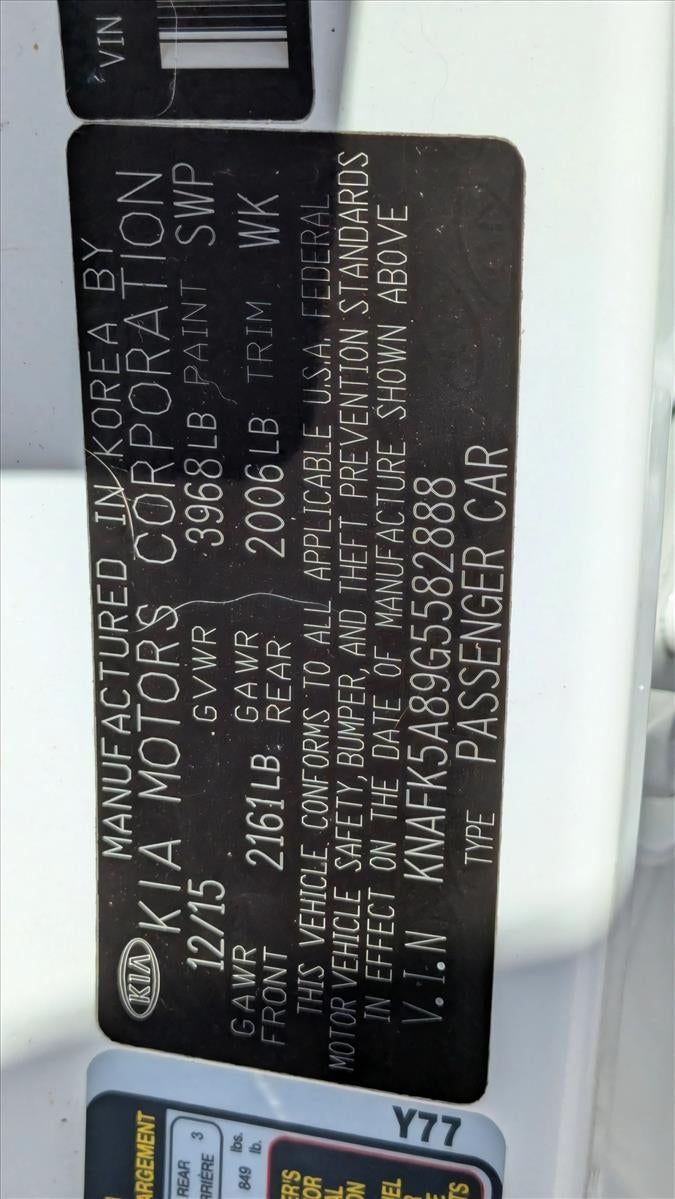 VIN
MANUFACTURED IN KOREA BY
KIA KIA MOTORS CORPORATION
12/15 GVWR 3968LB PAINT SWP
GAWR FRONT 2161LB GAWR REAR 2006LB TRIM WK
THIS VEHICLE CONFORMS TO ALL APPLICABLE U.S.A. FEDERAL
MOTOR VEHICLE SAFETY, BUMPER, AND THEFT PREVENTION STANDARDS
IN EFFECT ON THE DATE OF MANUFACTURE SHOWN ABOVE
V.I.N KNAFK5A89G5582888
TYPE PASSENGER CAR
REAR 3
849 lbs.
lb.
Y77